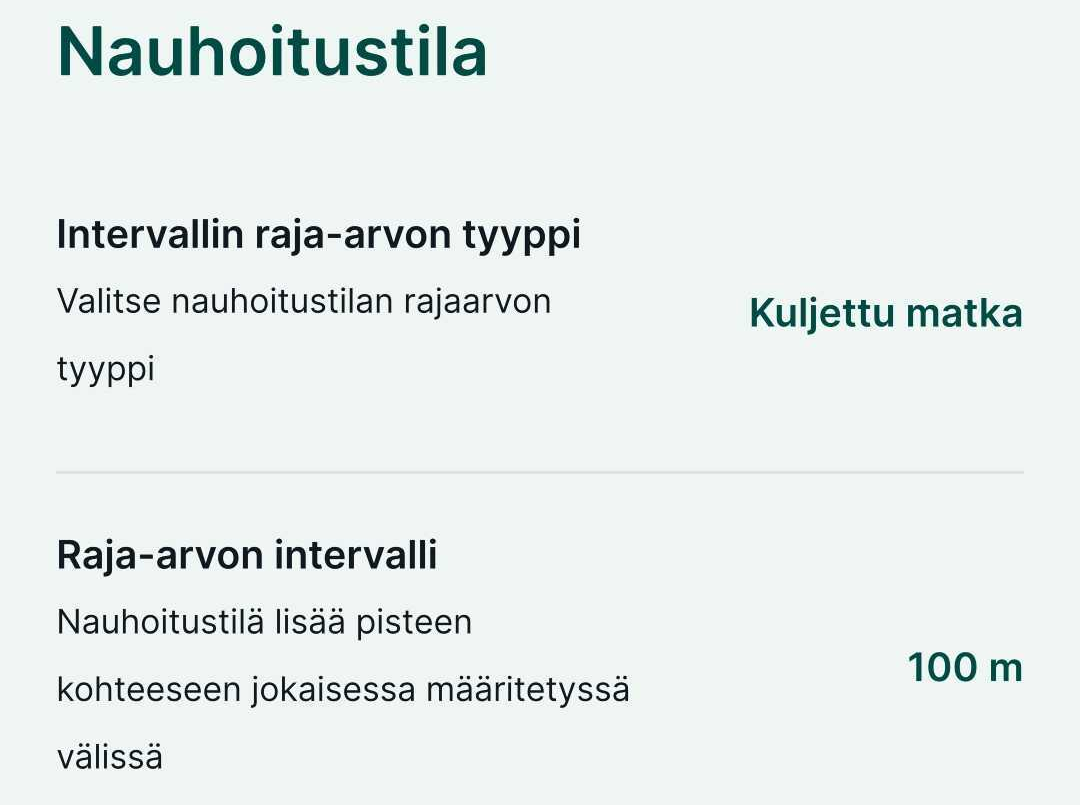 Nauhoitustila
Intervallin raja-arvon tyyppi
Valitse nauhoitustilan rajaarvon
tyyppi
Kuljettu matka
Raja-arvon intervalli
Nauhoitustilä lisää pisteen
kohteeseen jokaisessa määritetyssä
välissä
100 m